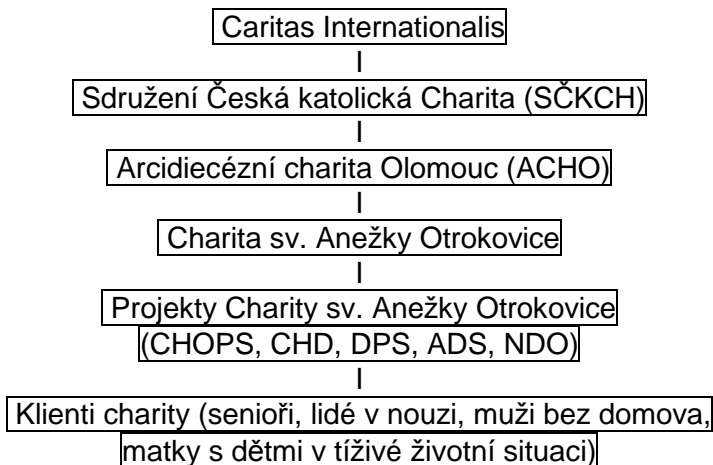 Caritas Internationalis
Sdružení Česká katolická Charita (SČKCH)
Arcidiecézní charita Olomouc (ACHO)
Charita sv. Anežky Otrokovice
Projekty Charity sv. Anežky Otrokovice
(CHOPS, CHD, DPS, ADS, NDO)
Klienti charity (senioři, lidé v nouzi, muži bez domova,
matky s dětmi v tíživé životní situaci)